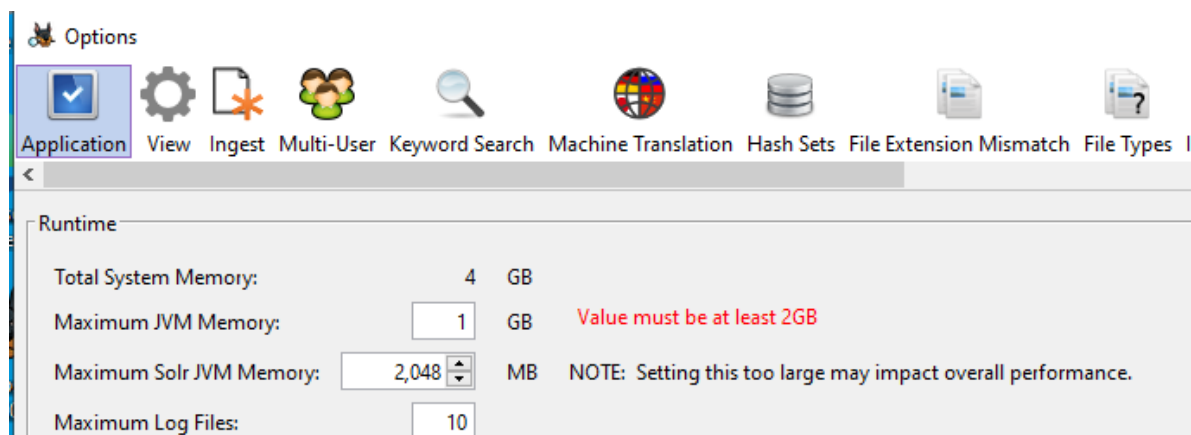 Options
Application View Ingest Multi-User Keyword Search Machine Translation Hash Sets File Extension Mismatch File Types
Runtime
Total System Memory: 4 GB
Maximum JVM Memory: 1 GB Value must be at least 2GB
Maximum Solr JVM Memory: 2,048 MB NOTE: Setting this too large may impact overall performance.
Maximum Log Files: 10